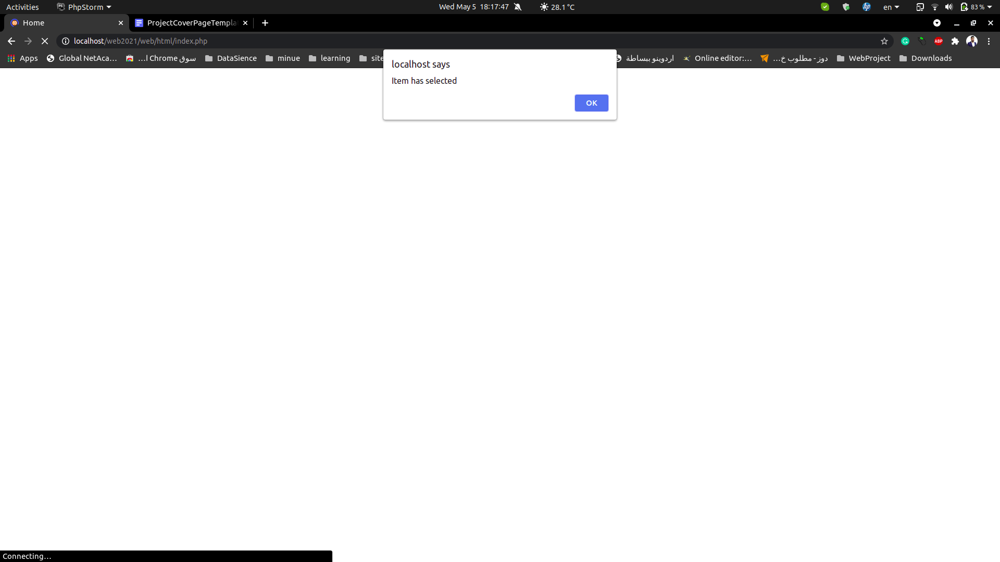 Activities PhpStorm Wed May 5 18:17:47 28.1 °C en 83 %
Home ProjectCoverPageTempla
localhost/web2021/web/html/index.php ABP
Apps Global NetAca... سوق Chrome ا... DataSience minue learning site اردوينو ببساطة Online editor:... دوز - مطلوب خ... WebProject Downloads
localhost says
Item has selected
OK
Connecting...